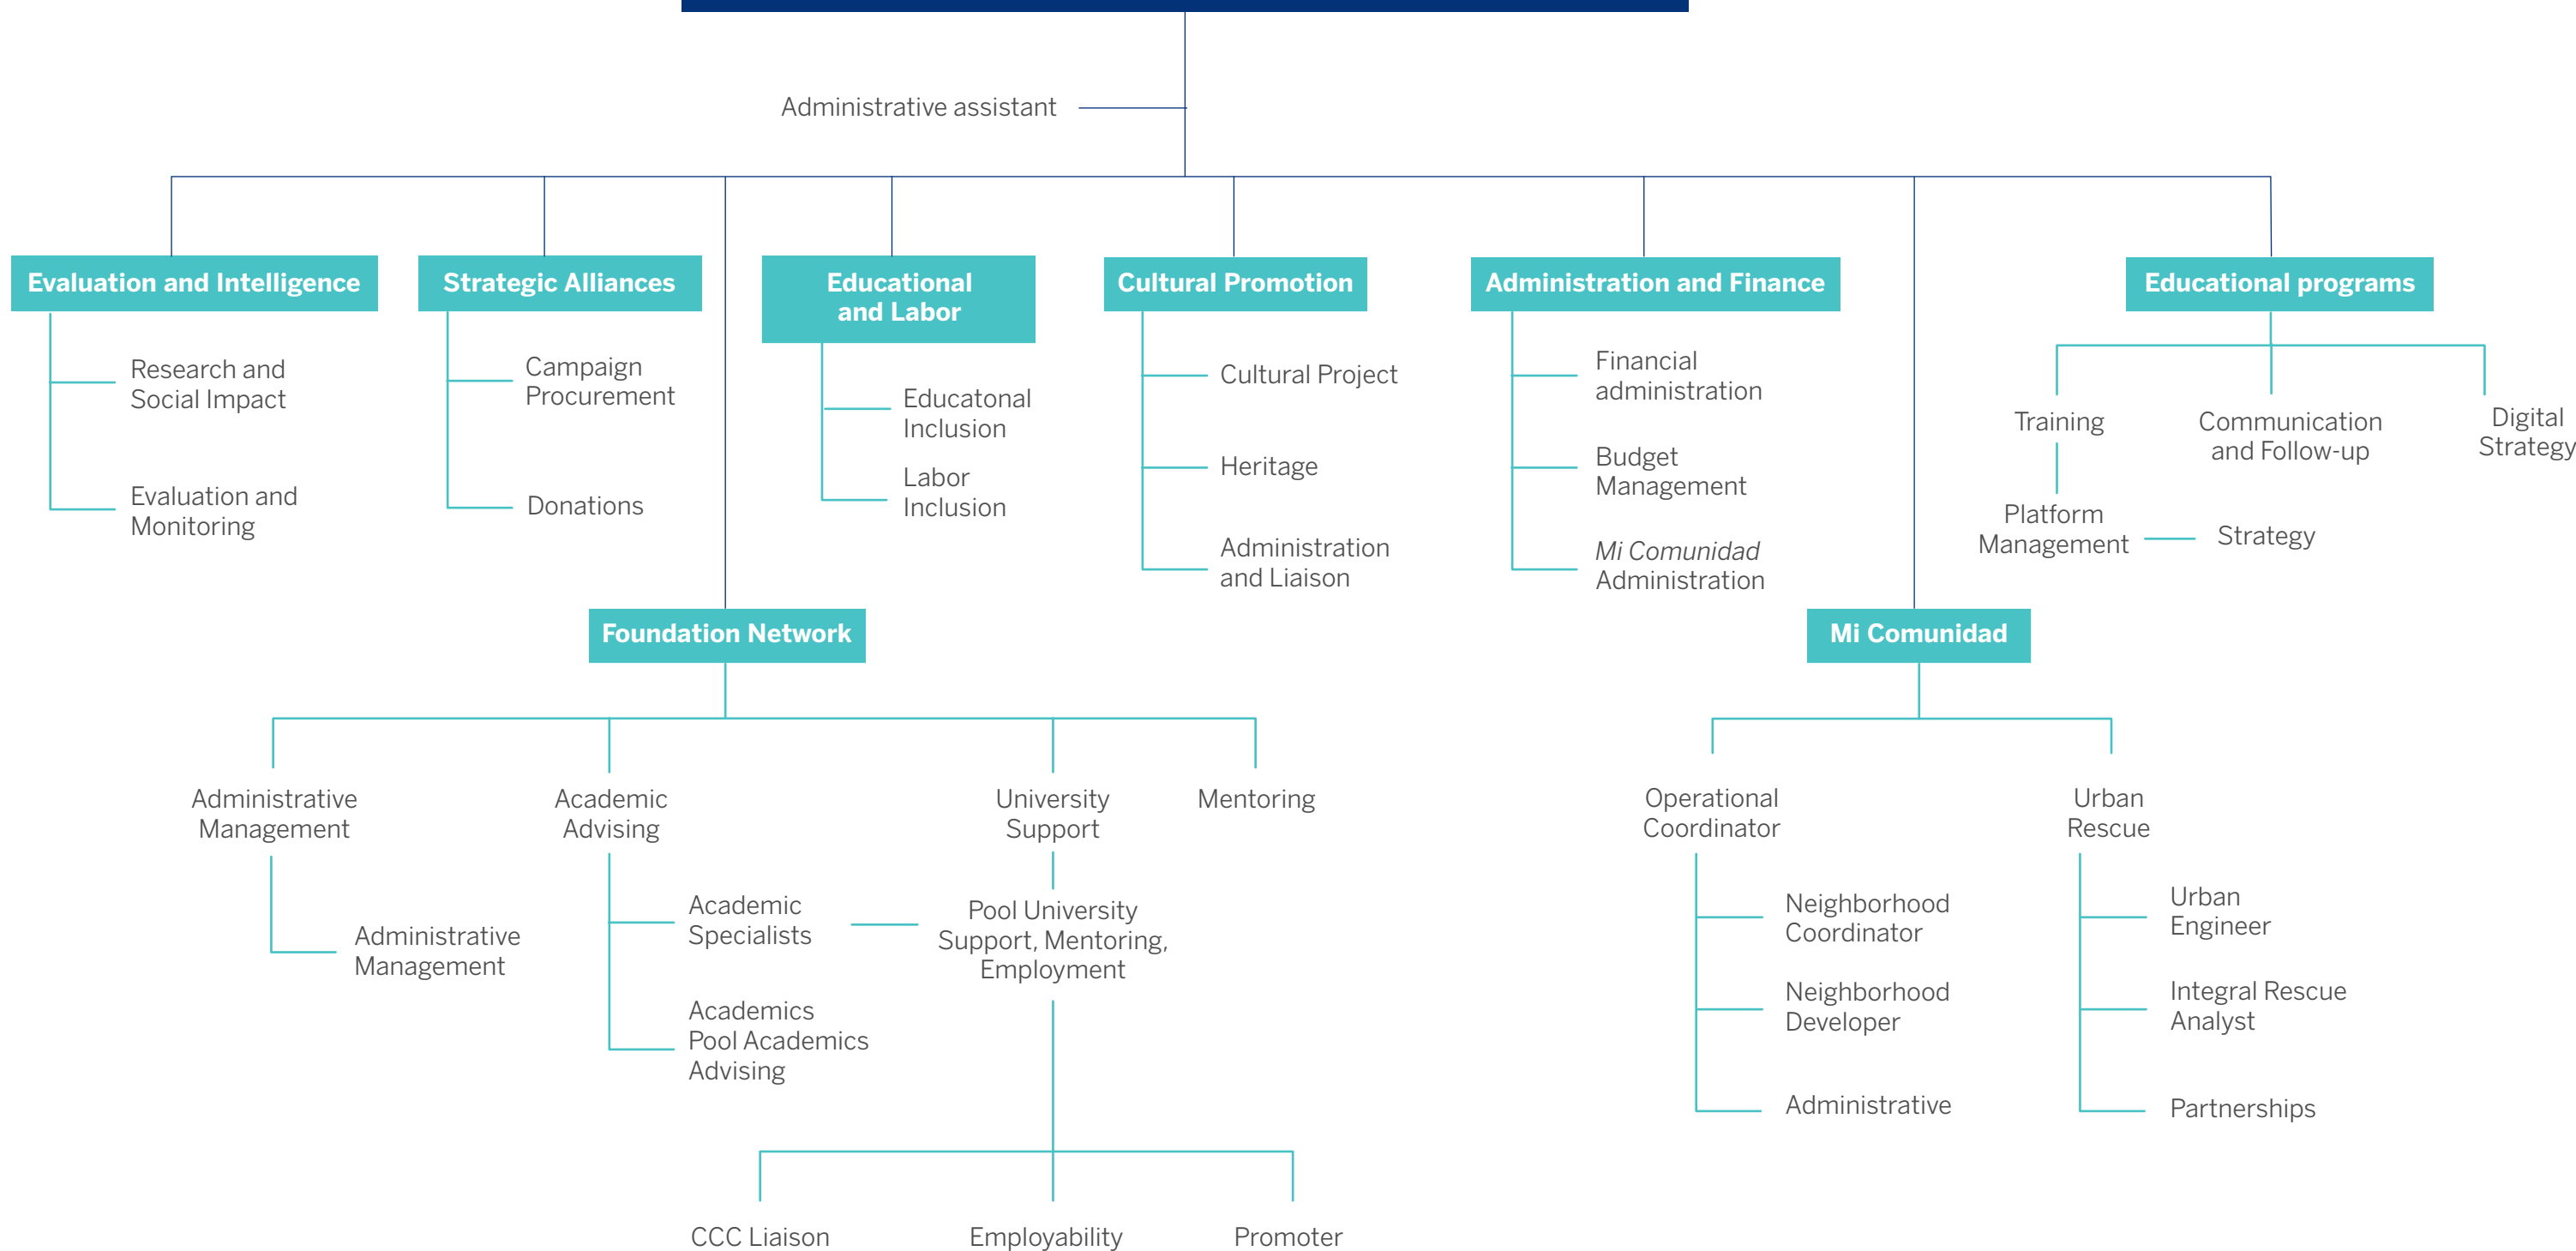 Administrative assistant
Evaluation and Intelligence
Research and
Social Impact
Evaluation and
Monitoring
Strategic Alliances
Campaign
Procurement
Donations
Educational
and Labor
Educatonal
Inclusion
Labor
Inclusion
Cultural Promotion
Cultural Project
Heritage
Administration
and Liaison
Administration and Finance
Financial
administration
Budget
Management
Mi Comunidad
Administration
Educational programs
Training
Platform
Management
Strategy
Communication
and Follow-up
Digital
Strategy
Foundation Network
Administrative
Management
Administrative
Management
Academic
Advising
Academic
Specialists
Academics
Pool Academics
Advising
University
Support
Pool University
Support, Mentoring,
Employment
CCC Liaison
Employability
Promoter
Mentoring
Mi Comunidad
Operational
Coordinator
Neighborhood
Coordinator
Neighborhood
Developer
Administrative
Urban
Rescue
Urban
Engineer
Integral Rescue
Analyst
Partnerships